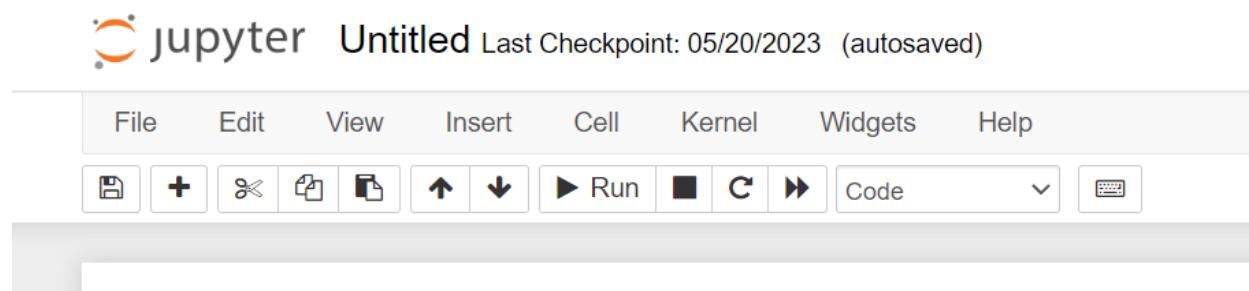 jupyter Untitled Last Checkpoint: 05/20/2023 (autosaved)
File Edit View Insert Cell Kernel Widgets Help
Run Code